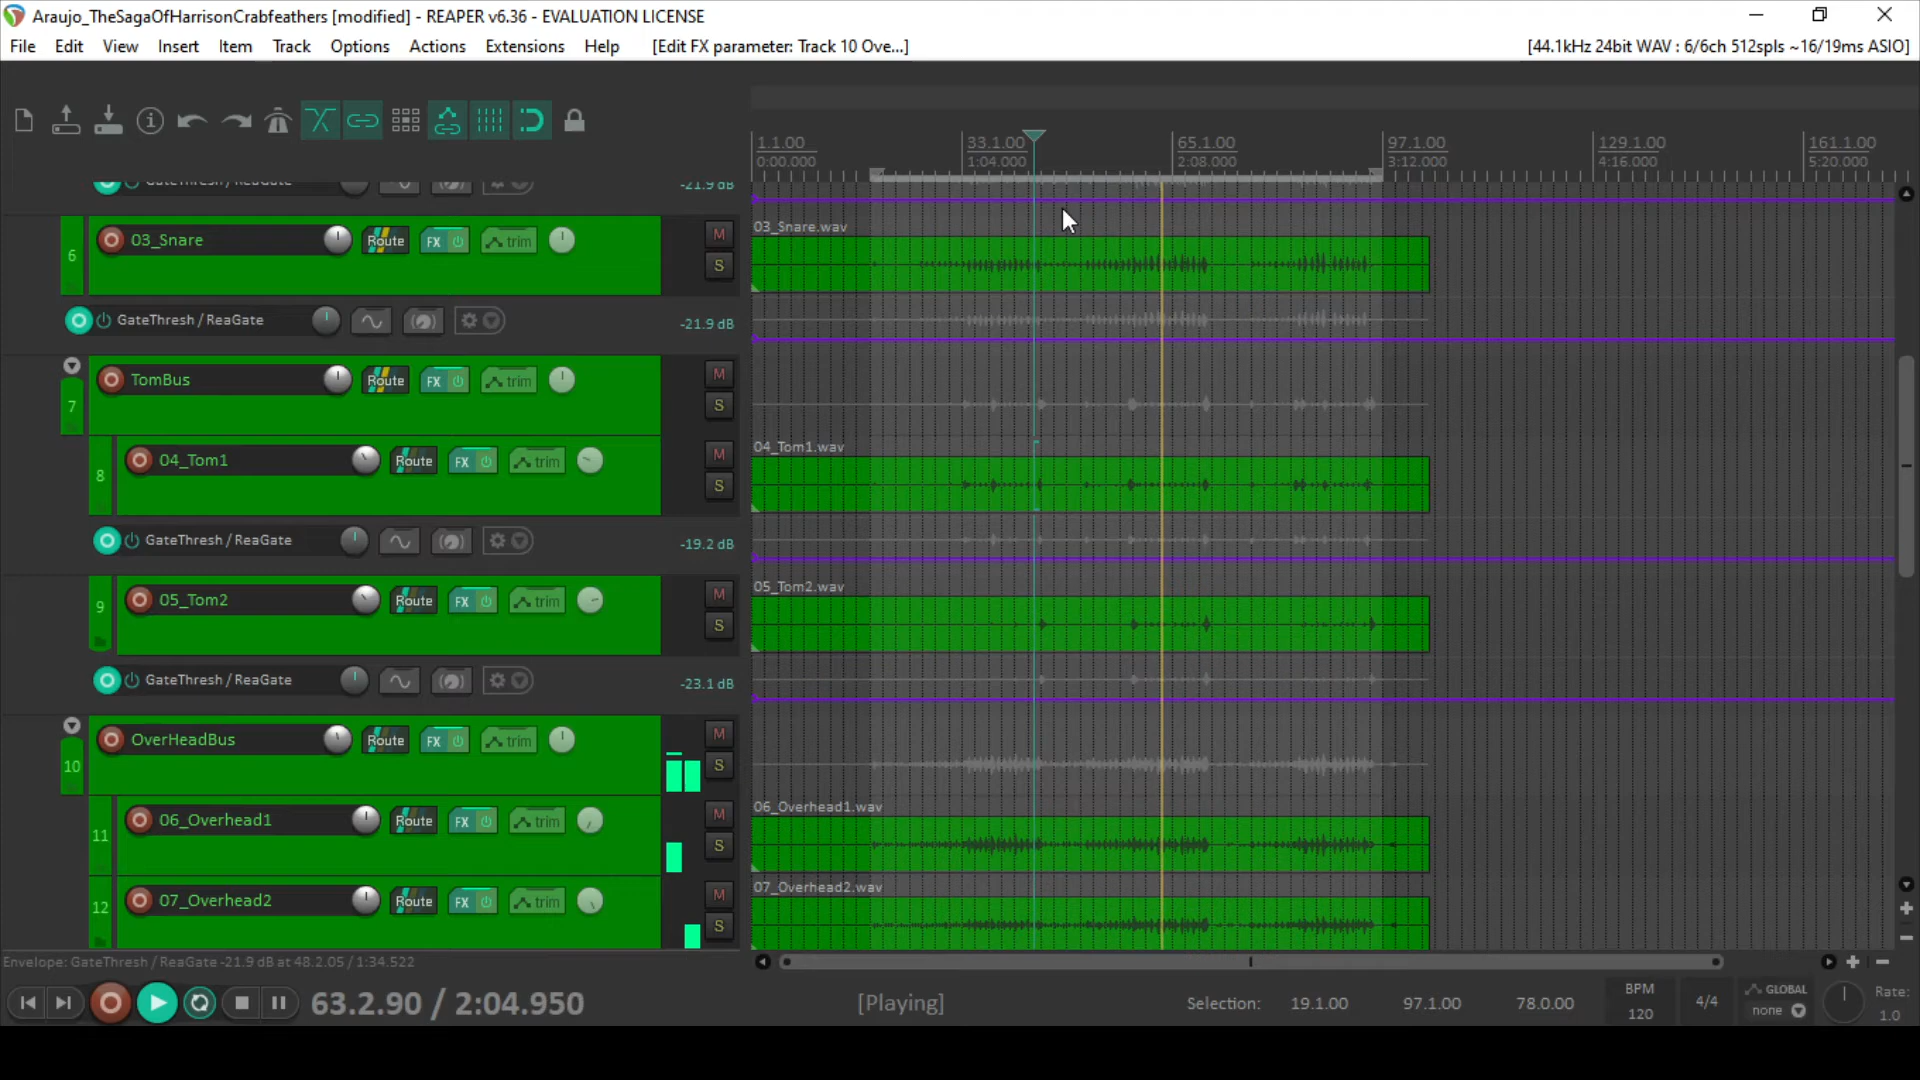 Araujo_TheSagaOfHarrisonCrabfeathers [modified] - REAPER v6.36 - EVALUATION LICENSE
File Edit View Insert Item Track Options Actions Extensions Help [Edit FX parameter: Track 10 Ove...] [44.1kHz 24bit WAV : 6/6ch 512spls ~16/19ms ASIO]
1.1.00 33.1.00 65.1.00 97.1.00 129.1.00 161.1.00
0:00.000 1:04.000 2:08.000 3:12.000 4:16.000 5:20.000
GateThresh / ReaGate -21.9 dB
6 03_Snare Route FX trim M S 03_Snare.wav
GateThresh / ReaGate -21.9 dB
7 TomBus Route FX trim M S
8 04_Tom1 Route FX trim M S 04_Tom1.wav
GateThresh / ReaGate -19.2 dB
9 05_Tom2 Route FX trim M S 05_Tom2.wav
GateThresh / ReaGate -23.1 dB
10 OverHeadBus Route FX trim M S
11 06_Overhead1 Route FX trim M S 06_Overhead1.wav
12 07_Overhead2 Route FX trim M S 07_Overhead2.wav
Envelope: GateThresh / ReaGate -21.9 dB at 48.2.05 / 1:34.522
63.2.90 / 2:04.950 [Playing] Selection: 19.1.00 97.1.00 78.0.00 BPM 120 4/4 GLOBAL none Rate: 1.0